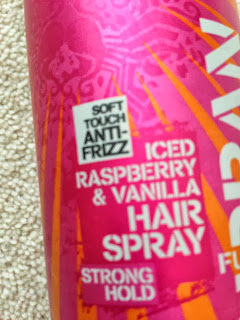 SOFT
TOUCH
ANTI-
FRIZZ
ICED
RASPBERRY
& VANILLA
HAIR
SPRAY
STRONG
HOLD